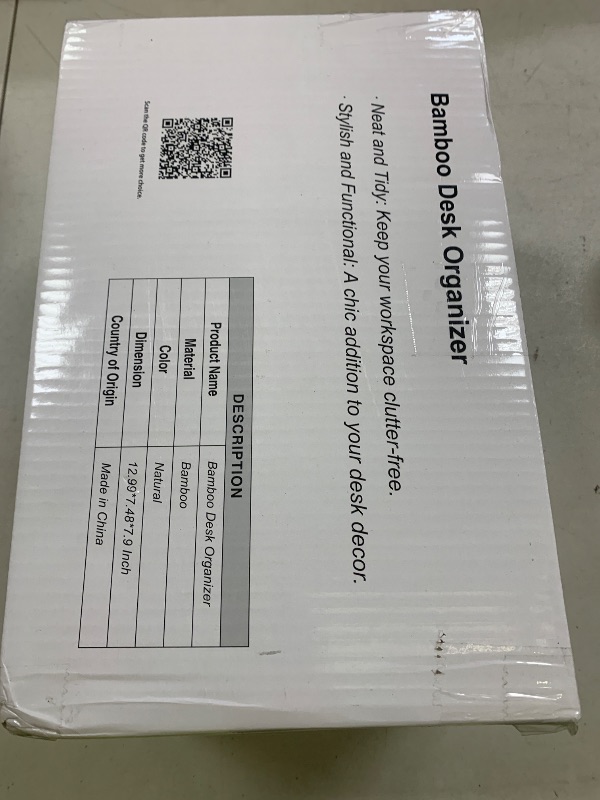 Bamboo Desk Organizer
· Neat and Tidy: Keep your workspace clutter-free.
· Stylish and Functional: A chic addition to your desk decor.
Scan the QR code to get more choice.
DESCRIPTION
Product Name Bamboo Desk Organizer
Material Bamboo
Color Natural
Dimension 12.99*7.48*7.9 Inch
Country of Origin Made in China